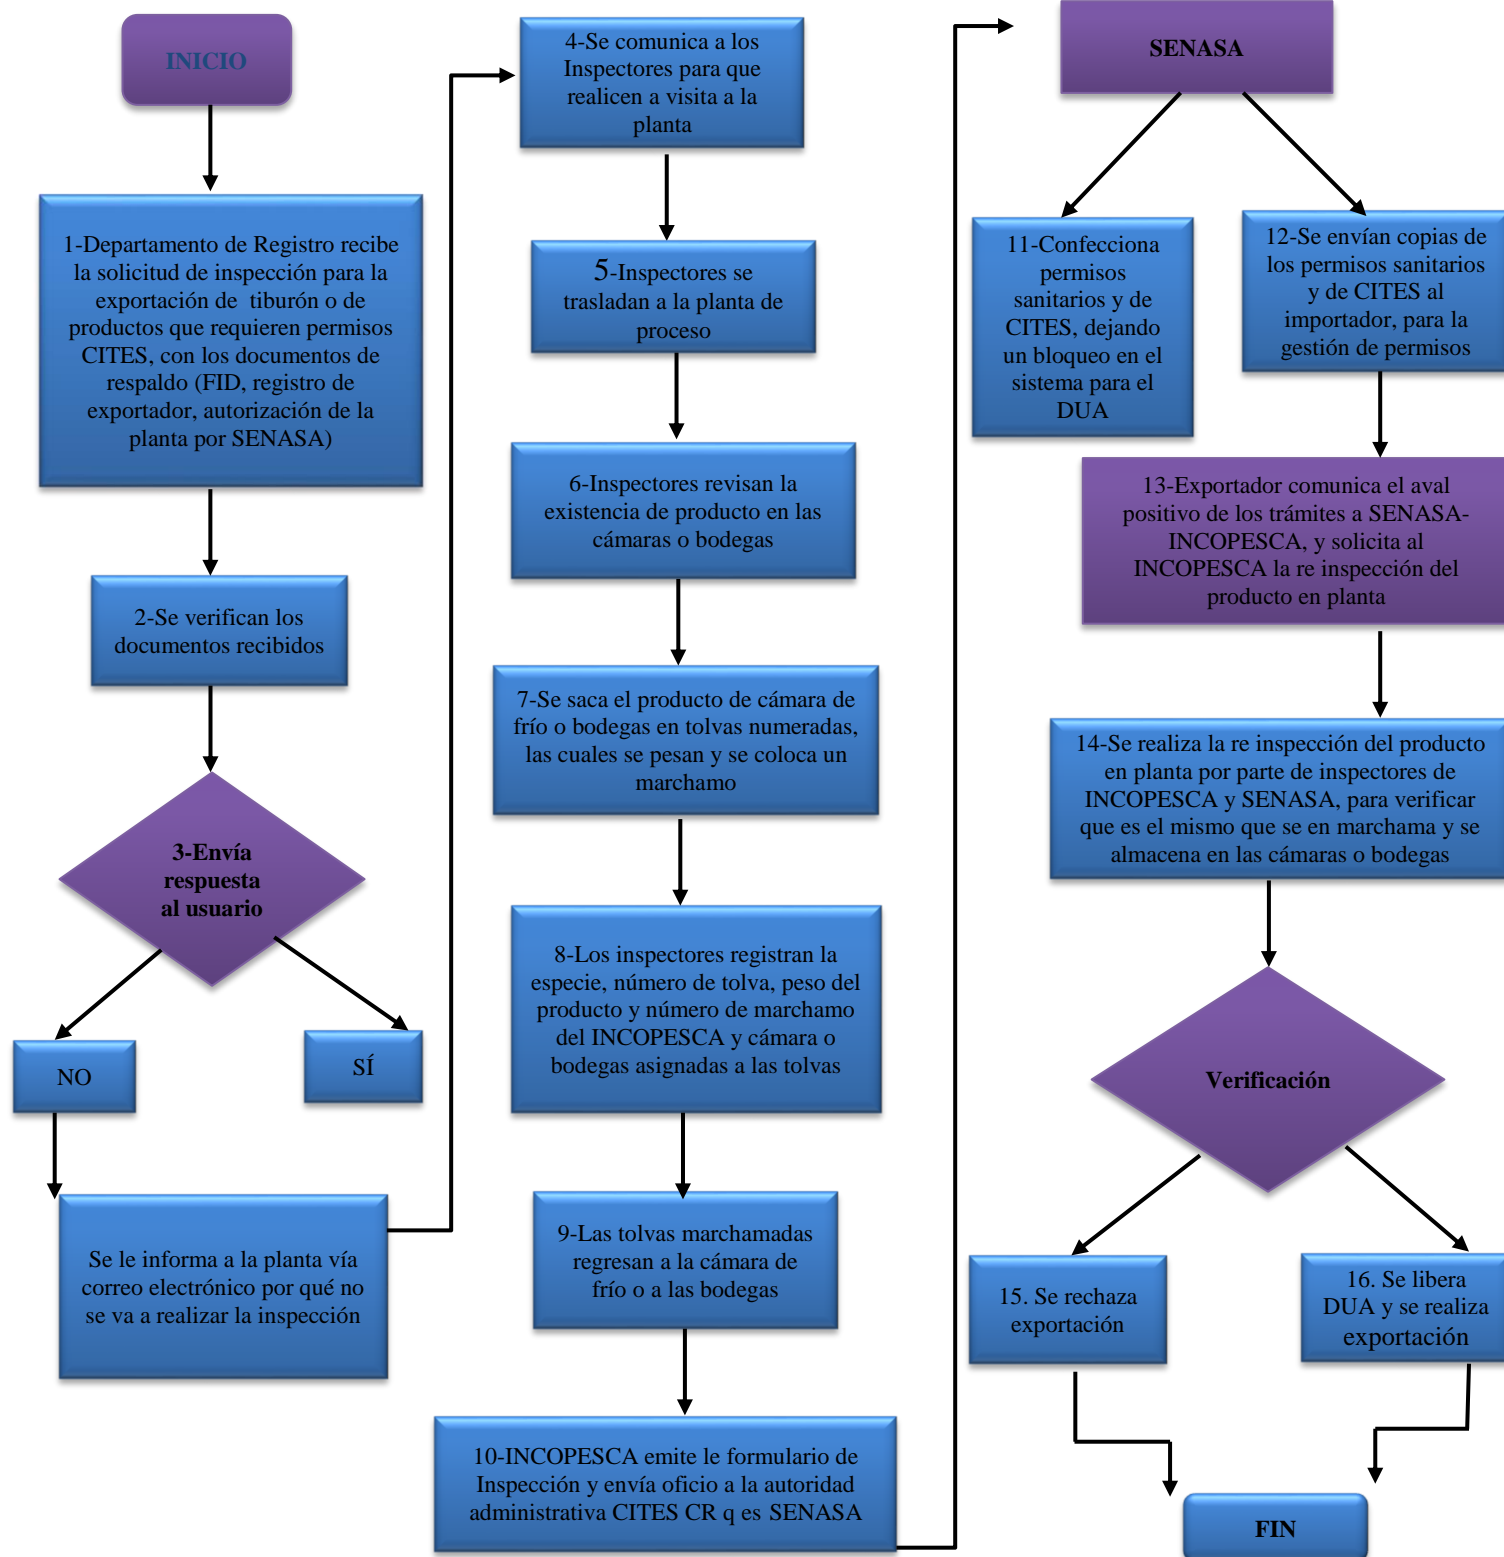 INICIO
1-Departamento de Registro recibe
la solicitud de inspección para la
exportación de tiburón o de
productos que requieren permisos
CITES, con los documentos de
respaldo (FID, registro de
exportador, autorización de la
planta por SENASA)
2-Se verifican los
documentos recibidos
3-Envía
respuesta
al usuario
NO
SÍ
Se le informa a la planta vía
correo electrónico por qué no
se va a realizar la inspección
4-Se comunica a los
Inspectores para que
realicen a visita a la
planta
5-Inspectores se
trasladan a la planta de
proceso
6-Inspectores revisan la
existencia de producto en las
cámaras o bodegas
7-Se saca el producto de cámara de
frío o bodegas en tolvas numeradas,
las cuales se pesan y se coloca un
marchamo
8-Los inspectores registran la
especie, número de tolva, peso del
producto y número de marchamo
del INCOPESCA y cámara o
bodegas asignadas a las tolvas
9-Las tolvas marchamadas
regresan a la cámara de
frío o a las bodegas
10-INCOPESCA emite le formulario de
Inspección y envía oficio a la autoridad
administrativa CITES CR q es SENASA
SENASA
11-Confecciona
permisos
sanitarios y de
CITES, dejando
un bloqueo en el
sistema para el
DUA
12-Se envían copias de
los permisos sanitarios
y de CITES al
importador, para la
gestión de permisos
13-Exportador comunica el aval
positivo de los trámites a SENASA-
INCOPESCA, y solicita al
INCOPESCA la re inspección del
producto en planta
14-Se realiza la re inspección del producto
en planta por parte de inspectores de
INCOPESCA y SENASA, para verificar
que es el mismo que se en marchama y se
almacena en las cámaras o bodegas
Verificación
15. Se rechaza
exportación
16. Se libera
DUA y se realiza
exportación
FIN